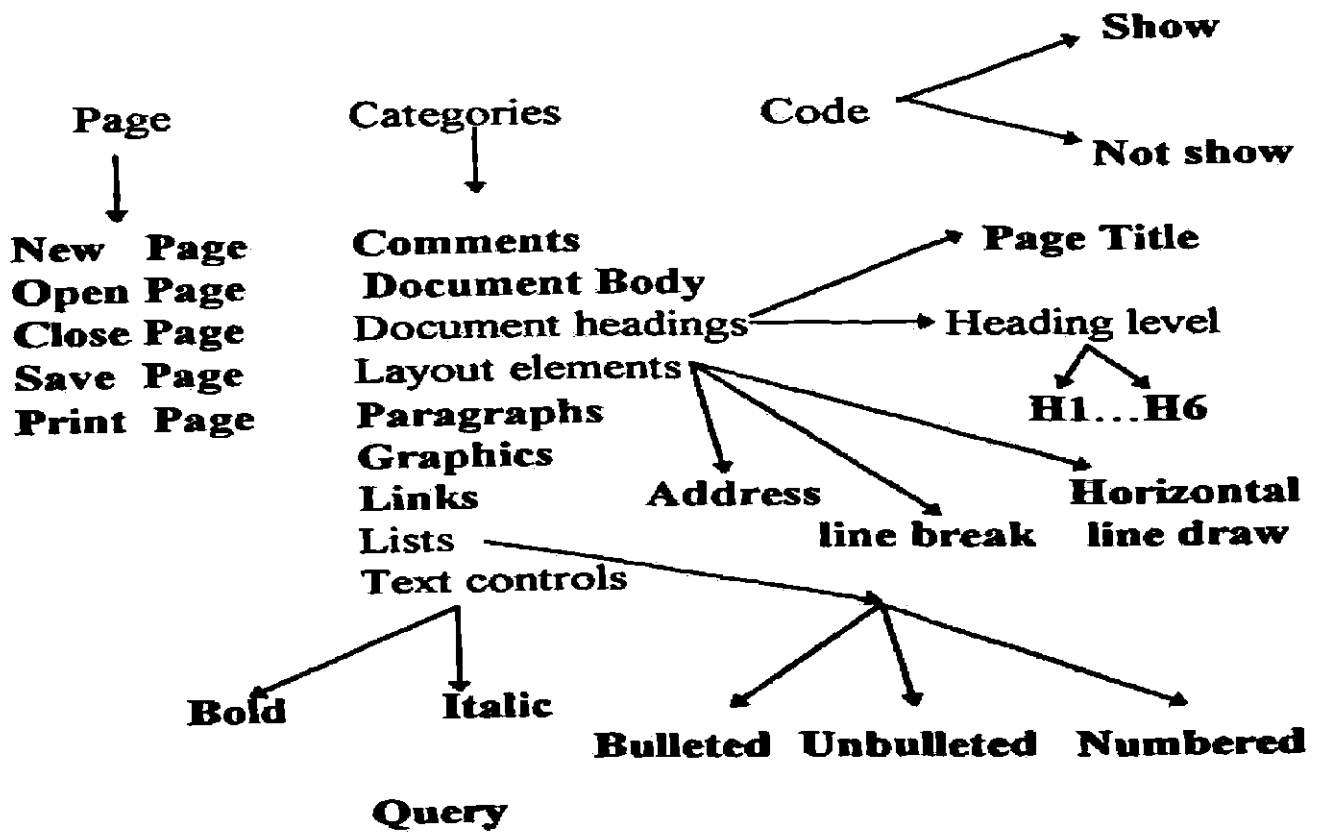 Show
Page
Categories
Code
Not show
New Page
Open Page
Close Page
Save Page
Print Page
Comments
Document Body
Document headings
Layout elements
Paragraphs
Graphics
Links
Lists
Text controls
Page Title
Heading level
H1...H6
Address
line break
Horizontal
line draw
Bold
Italic
Bulleted
Unbulleted
Numbered
Query